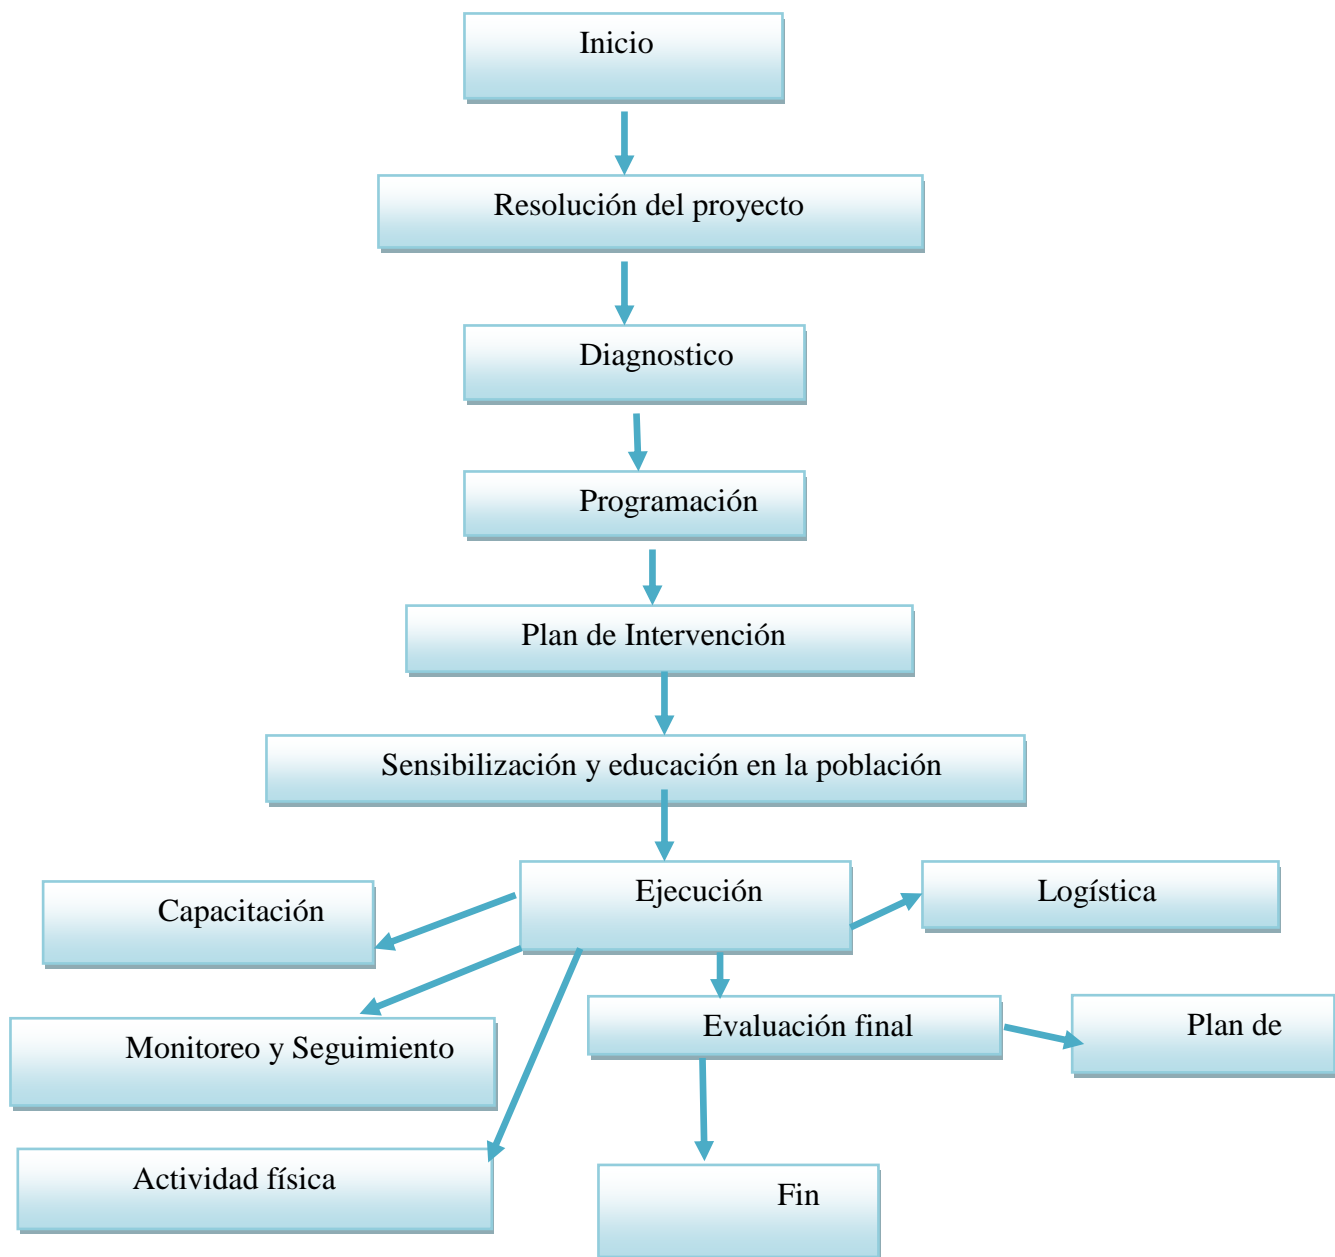 Inicio
Resolución del proyecto
Diagnostico
Programación
Plan de Intervención
Sensibilización y educación en la población
Ejecución
Logística
Capacitación
Evaluación final
Plan de
Monitoreo y Seguimiento
Actividad física
Fin